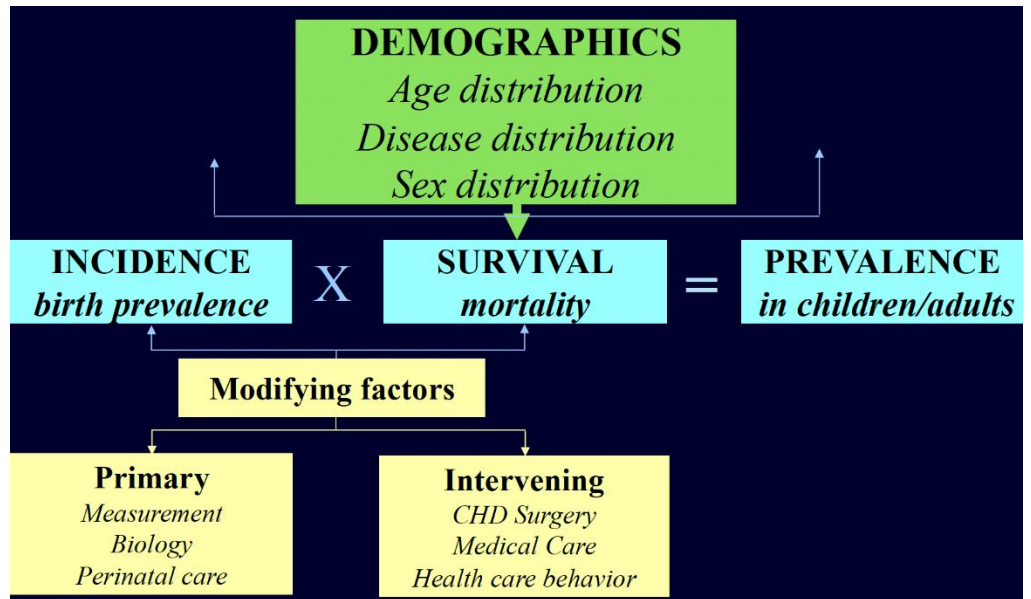 DEMOGRAPHICS
Age distribution
Disease distribution
Sex distribution
INCIDENCE
birth prevalence
X
SURVIVAL
mortality
=
PREVALENCE
in children/adults
Modifying factors
Primary
Measurement
Biology
Perinatal care
Intervening
CHD Surgery
Medical Care
Health care behavior